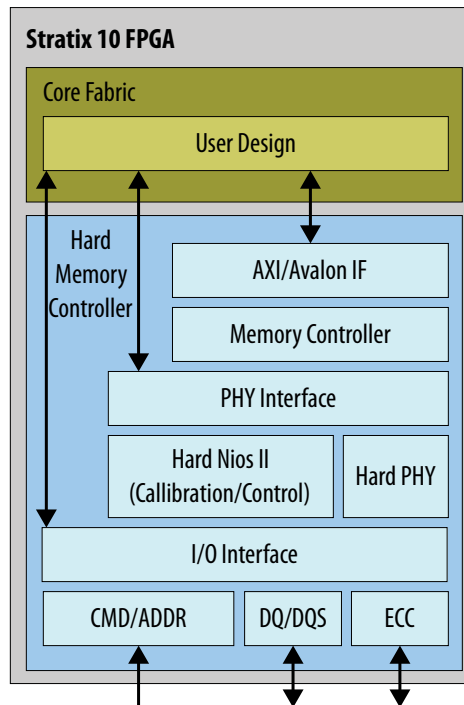 Stratix 10 FPGA
Core Fabric
User Design
Hard
Memory
Controller
AXI/Avalon IF
Memory Controller
PHY Interface
Hard Nios II
(Callibration/Control)
Hard PHY
I/O Interface
CMD/ADDR
DQ/DQS
ECC